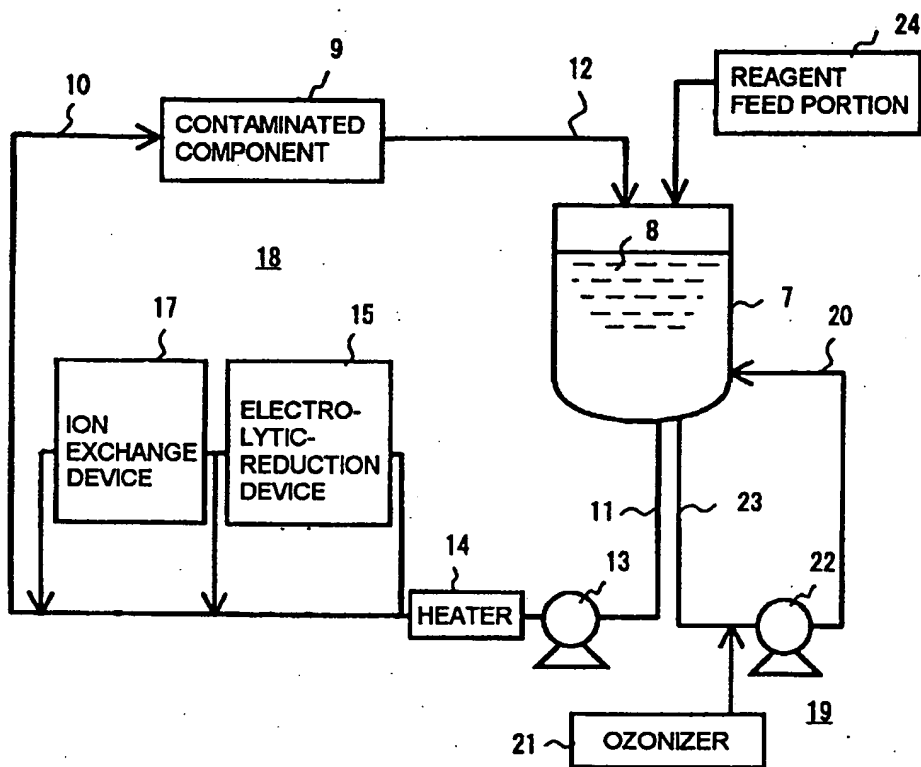 24
9
10
12
REAGENT
FEED PORTION
CONTAMINATED
COMPONENT
8
18
7
17
15
20
ION
EXCHANGE
DEVICE
ELECTRO-
LYTIC-
REDUCTION
DEVICE
11
23
14
13
22
HEATER
19
21
OZONIZER